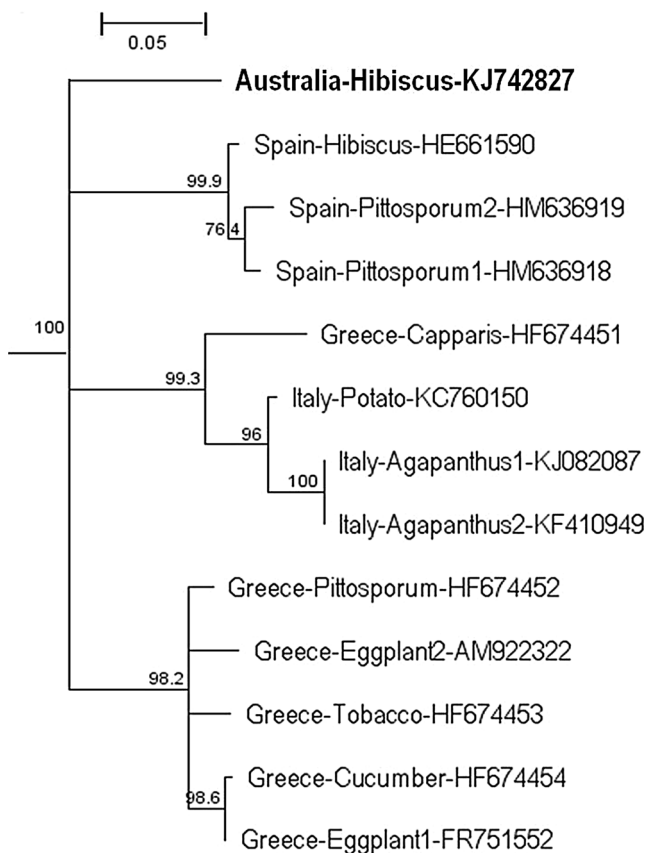 0.05
Australia-Hibiscus-KJ742827
Spain-Hibiscus-HE661590
99.9
Spain-Pittosporum2-HM636919
76.4
Spain-Pittosporum1-HM636918
100
Greece-Capparis-HF674451
99.3
Italy-Potato-KC760150
96
Italy-Agapanthus1-KJ082087
100
Italy-Agapanthus2-KF410949
Greece-Pittosporum-HF674452
Greece-Eggplant2-AM922322
98.2
Greece-Tobacco-HF674453
Greece-Cucumber-HF674454
98.6
Greece-Eggplant1-FR751552